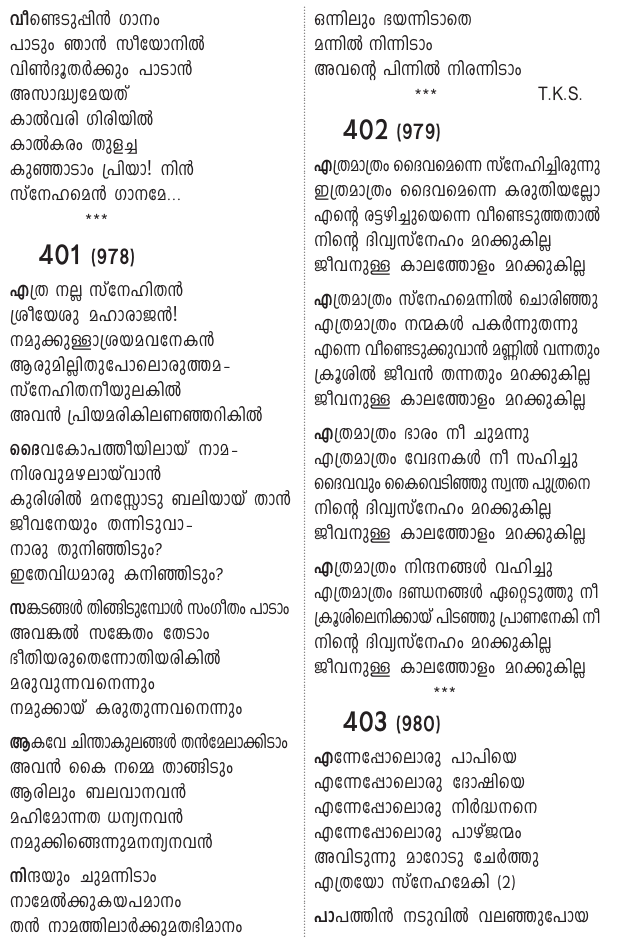 വീണ്ടെടുപ്പിൻ ഗാനം
പാടും ഞാൻ സീയോനിൽ
വിൺദൂതർക്കും പാടാൻ
അസാദ്ധ്യമേയത്
കാൽവരി ഗിരിയിൽ
കാൽകരം തുളച്ച
കുഞ്ഞാടാം പ്രിയാ! നിൻ
സ്നേഹമെൻ ഗാനമേ...
***
401 (978)
എത്ര നല്ല സ്നേഹിതൻ
ശ്രീയേശു മഹാരാജൻ!
നമുക്കുള്ളാശ്രയമവനേകൻ
ആരുമില്ലിതുപോലൊരുത്തമ-
സ്നേഹിതനീയുലകിൽ
അവൻ പ്രിയമരികിലണഞ്ഞറികിൽ
ദൈവകോപത്തീയിലായ് നാമ-
നിശവുമഴലായ്‌വാൻ
കുരിശിൽ മനസ്സോടു ബലിയായ് താൻ
ജീവനേയും തന്നിടുവാ-
നാരു തുനിഞ്ഞിടും?
ഇതേവിധമാരു കനിഞ്ഞിടും?
സങ്കടങ്ങൾ തിങ്ങിടുമ്പോൾ സംഗീതം പാടാം
അവങ്കൽ സങ്കേതം തേടാം
ഭീതിയരുതെന്നോതിയരികിൽ
മരുവുന്നവനെന്നും
നമുക്കായ് കരുതുന്നവനെന്നും
ആകവേ ചിന്താകുലങ്ങൾ തൻമേലാക്കിടാം
അവൻ കൈ നമ്മെ താങ്ങിടും
ആരിലും ബലവാനവൻ
മഹിമോന്നത ധന്യനവൻ
നമുക്കിങ്ങെന്നുമനന്യനവൻ
നിന്ദയും ചുമന്നിടാം
നാമേൽക്കുകയപമാനം
തൻ നാമത്തിലാർക്കുമതഭിമാനം
ഒന്നിലും ഭയന്നിടാതെ
മന്നിൽ നിന്നിടാം
അവന്റെ പിന്നിൽ നിരന്നിടാം
*** T.K.S.
402 (979)
എത്രമാത്രം ദൈവമെന്നെ സ്നേഹിച്ചിരുന്നു
ഇത്രമാത്രം ദൈവമെന്നെ കരുതിയല്ലോ
എന്റെ രട്ടഴിച്ചുയെന്നെ വീണ്ടെടുത്തതാൽ
നിന്റെ ദിവ്യസ്നേഹം മറക്കുകില്ല
ജീവനുള്ള കാലത്തോളം മറക്കുകില്ല
എത്രമാത്രം സ്നേഹമെന്നിൽ ചൊരിഞ്ഞു
എത്രമാത്രം നന്മകൾ പകർന്നുതന്നു
എന്നെ വീണ്ടെടുക്കുവാൻ മണ്ണിൽ വന്നതും
ക്രൂശിൽ ജീവൻ തന്നതും മറക്കുകില്ല
ജീവനുള്ള കാലത്തോളം മറക്കുകില്ല
എത്രമാത്രം ഭാരം നീ ചുമന്നു
എത്രമാത്രം വേദനകൾ നീ സഹിച്ചു
ദൈവവും കൈവെടിഞ്ഞു സ്വന്ത പുത്രനെ
നിന്റെ ദിവ്യസ്നേഹം മറക്കുകില്ല
ജീവനുള്ള കാലത്തോളം മറക്കുകില്ല
എത്രമാത്രം നിന്ദനങ്ങൾ വഹിച്ചു
എത്രമാത്രം ദണ്ഡനങ്ങൾ ഏറ്റെടുത്തു നീ
ക്രൂശിലെനിക്കായ് പിടഞ്ഞു പ്രാണനേകി നീ
നിന്റെ ദിവ്യസ്നേഹം മറക്കുകില്ല
ജീവനുള്ള കാലത്തോളം മറക്കുകില്ല
***
403 (980)
എന്നേപ്പോലൊരു പാപിയെ
എന്നേപ്പോലൊരു ദോഷിയെ
എന്നേപ്പോലൊരു നിർദ്ധനനെ
എന്നേപ്പോലൊരു പാഴ്ജന്മം
അവിടുന്നു മാറോടു ചേർത്തു
എത്രയോ സ്നേഹമേകി (2)
പാപത്തിൻ നടുവിൽ വലഞ്ഞുപോയ